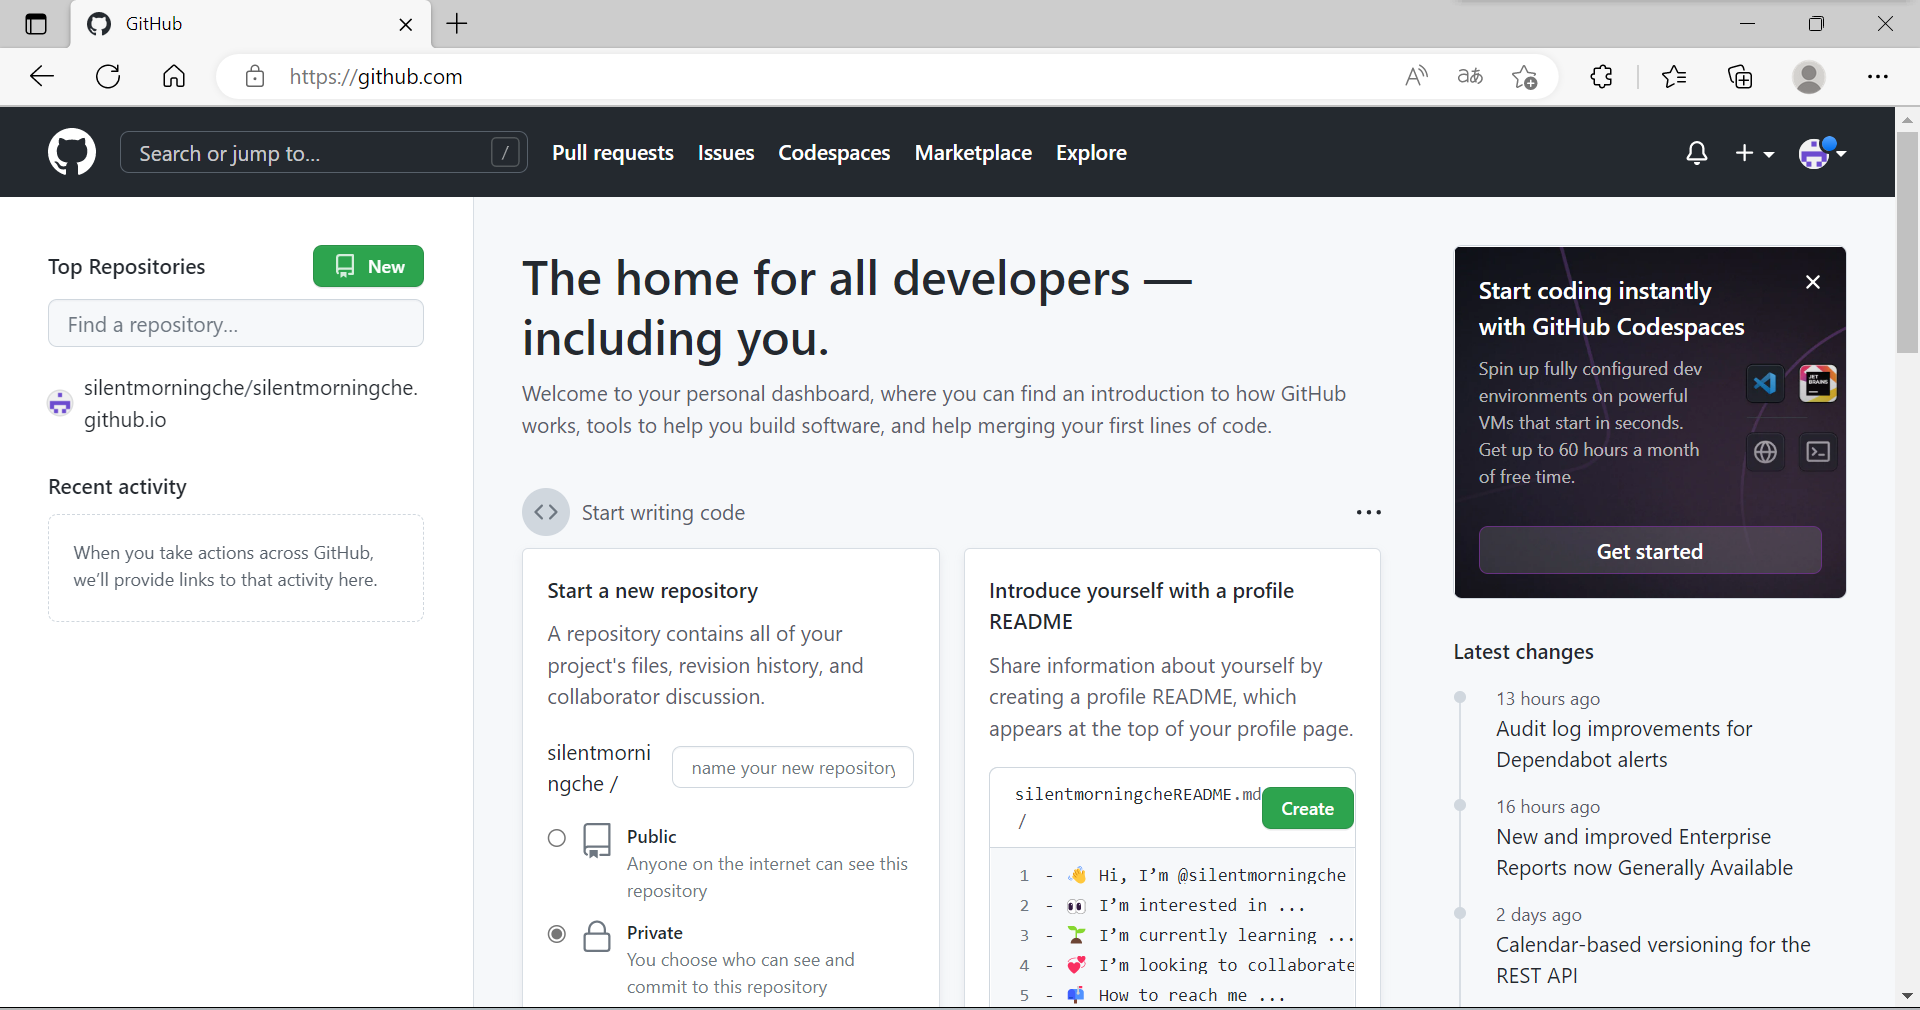 GitHub
https://github.com
Search or jump to... /
Pull requests Issues Codespaces Marketplace Explore
Top Repositories
New
Find a repository...
silentmorningche/silentmorningche.
github.io
Recent activity
When you take actions across GitHub,
we'll provide links to that activity here.
The home for all developers —
including you.
Welcome to your personal dashboard, where you can find an introduction to how GitHub
works, tools to help you build software, and help merging your first lines of code.
Start writing code
Start a new repository
A repository contains all of your
project's files, revision history, and
collaborator discussion.
silentmorni
ngche /
name your new repository
Public
Anyone on the internet can see this
repository
Private
You choose who can see and
commit to this repository
Introduce yourself with a profile
README
Share information about yourself by
creating a profile README, which
appears at the top of your profile page.
silentmorningcheREADME.md
/
Create
1 - 👋 Hi, I’m @silentmorningche
2 - 👀 I’m interested in ...
3 - 🌱 I’m currently learning ...
4 - 💞️ I’m looking to collaborate
5 - 📫 How to reach me ...
Start coding instantly
with GitHub Codespaces
Spin up fully configured dev
environments on powerful
VMs that start in seconds.
Get up to 60 hours a month
of free time.
JET
BRAINS
Get started
Latest changes
13 hours ago
Audit log improvements for
Dependabot alerts
16 hours ago
New and improved Enterprise
Reports now Generally Available
2 days ago
Calendar-based versioning for the
REST API